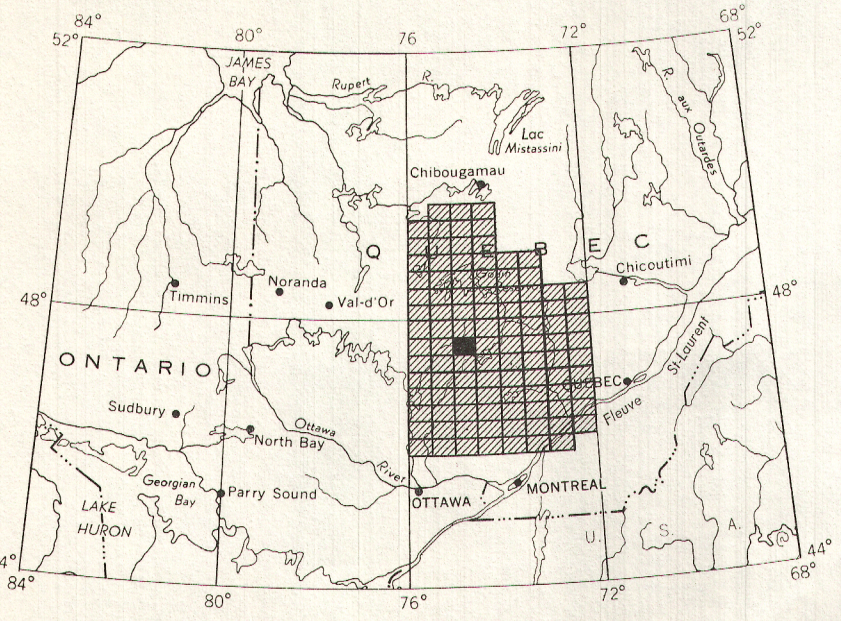 84°
80°
76
72°
68°
52°
52°
JAMES
BAY
Rupert R.
R. aux Outardes
Lac
Mistassini
Chibougamau
Q U E B E C
Gouin
Chicoutimi
Timmins
Noranda
Val-d'Or
48°
48°
ONTARIO
St-Laurent
QUEBEC
Fleuve
Sudbury
North Bay
Ottawa
River
Georgian
Bay
Parry Sound
OTTAWA
MONTREAL
LAKE
HURON
U. S. A.
4°
44°
84°
80°
76°
72°
68°